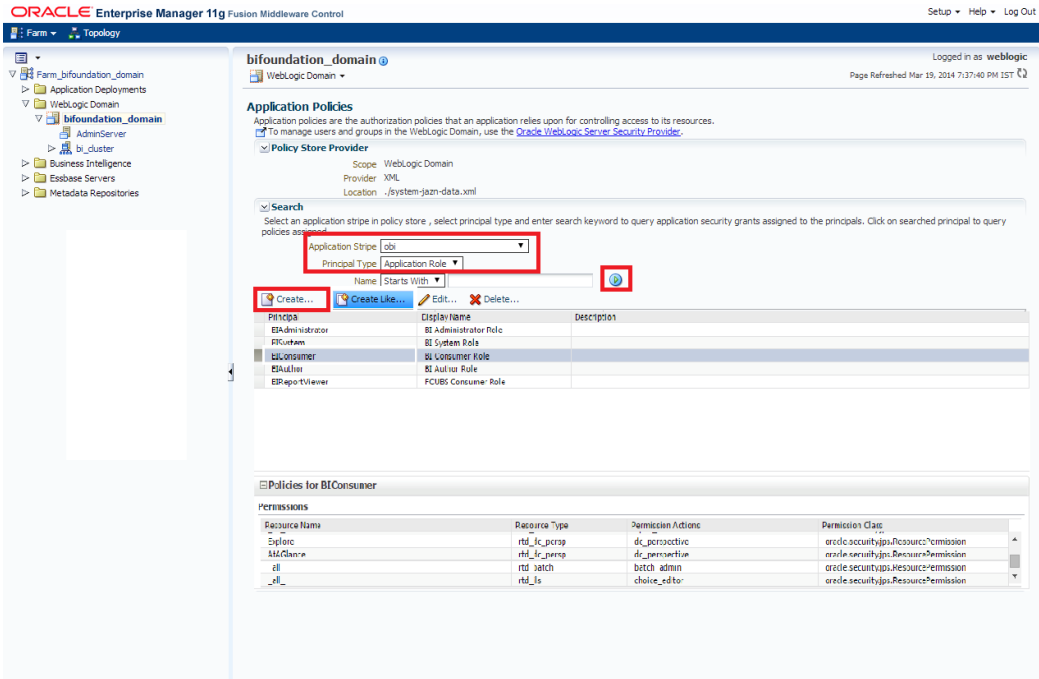 ORACLE Enterprise Manager 11g Fusion Middleware Control
Setup Help Log Out
Farm Topology
Farm_bifoundation_domain
Application Deployments
WebLogic Domain
bifoundation_domain
AdminServer
bi_cluster
Business Intelligence
Essbase Servers
Metadata Repositories
bifoundation_domain
Logged in as weblogic
WebLogic Domain
Page Refreshed Mar 19, 2014 7:37:40 PM IST
Application Policies
Application policies are the authorization policies that an application relies upon for controlling access to its resources.
To manage users and groups in the WebLogic Domain, use the Oracle WebLogic Server Security Provider.
Policy Store Provider
Scope WebLogic Domain
Provider XML
Location ./system-jazn-data.xml
Search
Select an application stripe in policy store , select principal type and enter search keyword to query application security grants assigned to the principals. Click on searched principal to query
policies assigned
Application Stripe obi
Principal Type Application Role
Name Starts With
Create... Create Like... Edit... Delete...
Principal Display Name Description
BIAdministrator BI Administrator Role
BISystem BI System Role
BIConsumer BI Consumer Role
BIAuthor BI Author Role
BIReportViewer FCUBS Consumer Role
Policies for BIConsumer
Permissions
Resource Name Resource Type Permission Actions Permission Class
Explore rtd_dc_persp dc_perspective oracle.security.jps.ResourcePermission
AtAGlance rtd_dc_persp dc_perspective oracle.security.jps.ResourcePermission
_all_ rtd_batch batch_admin oracle.security.jps.ResourcePermission
_all_ rtd_ils choice_editor oracle.security.jps.ResourcePermission